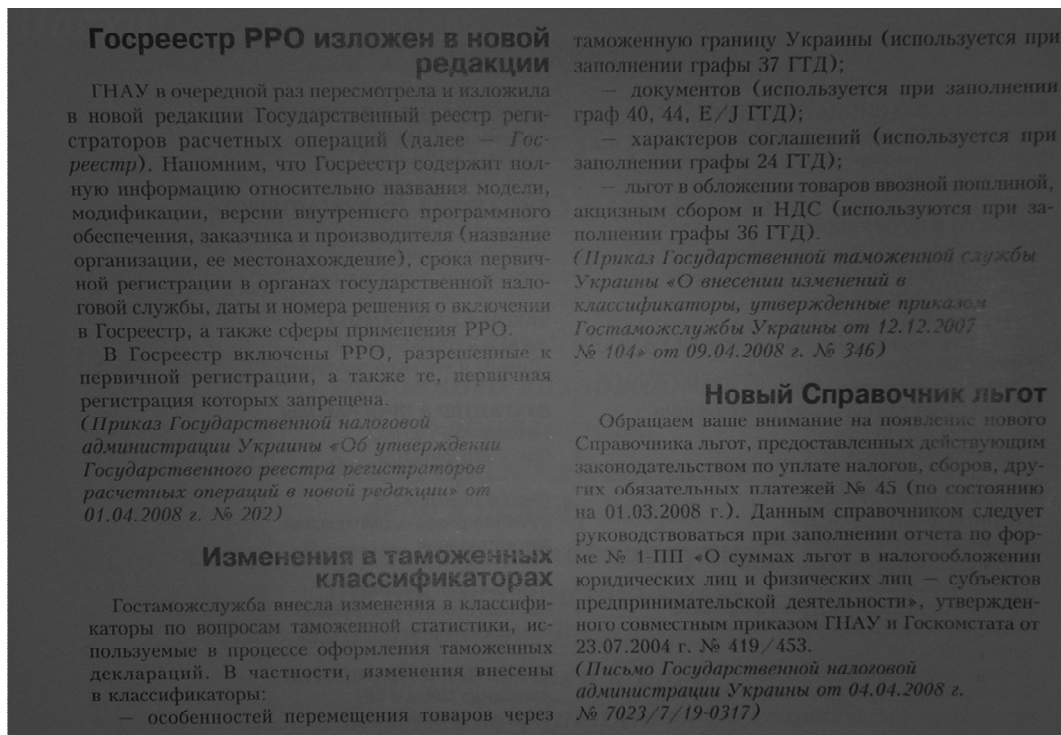 Госреестр РРО изложен в новой
редакции
ГНАУ в очередной раз пересмотрела и изложила
в новой редакции Государственный реестр реги-
страторов расчетных операций (далее — Гос-
реестр). Напомним, что Госреестр содержит пол-
ную информацию относительно названия модели,
модификации, версии внутреннего программного
обеспечения, заказчика и производителя (название
организации, ее местонахождение), срока первич-
ной регистрации в органах государственной нало-
говой службы, даты и номера решения о включении
в Госреестр, а также сферы применения РРО.
В Госреестр включены РРО, разрешенные к
первичной регистрации, а также те, первичная
регистрация которых запрещена.
(Приказ Государственной налоговой
администрации Украины «Об утверждении
Государственного реестра регистраторов
расчетных операций в новой редакции» от
01.04.2008 г. № 202)
Изменения в таможенных
классификаторах
Гостаможслужба внесла изменения в классифи-
каторы по вопросам таможенной статистики, ис-
пользуемые в процессе оформления таможенных
деклараций. В частности, изменения внесены
в классификаторы:
— особенностей перемещения товаров через
таможенную границу Украины (используется при
заполнении графы 37 ГТД);
— документов (используется при заполнении
граф 40, 44, E/J ГТД);
— характеров соглашений (используется при
заполнении графы 24 ГТД);
— льгот в обложении товаров ввозной пошлиной,
акцизным сбором и НДС (используются при за-
полнении графы 36 ГТД).
(Приказ Государственной таможенной службы
Украины «О внесении изменений в
классификаторы, утвержденные приказом
Гостаможслужбы Украины от 12.12.2007
№ 104» от 09.04.2008 г. № 346)
Новый Справочник льгот
Обращаем ваше внимание на появление нового
Справочника льгот, предоставленных действующим
законодательством по уплате налогов, сборов, дру-
гих обязательных платежей № 45 (по состоянию
на 01.03.2008 г.). Данным справочником следует
руководствоваться при заполнении отчета по фор-
ме № 1-ПП «О суммах льгот в налогообложении
юридических лиц и физических лиц — субъектов
предпринимательской деятельности», утвержден-
ного совместным приказом ГНАУ и Госкомстата от
23.07.2004 г. № 419/453.
(Письмо Государственной налоговой
администрации Украины от 04.04.2008 г.
№ 7023/7/19-0317)